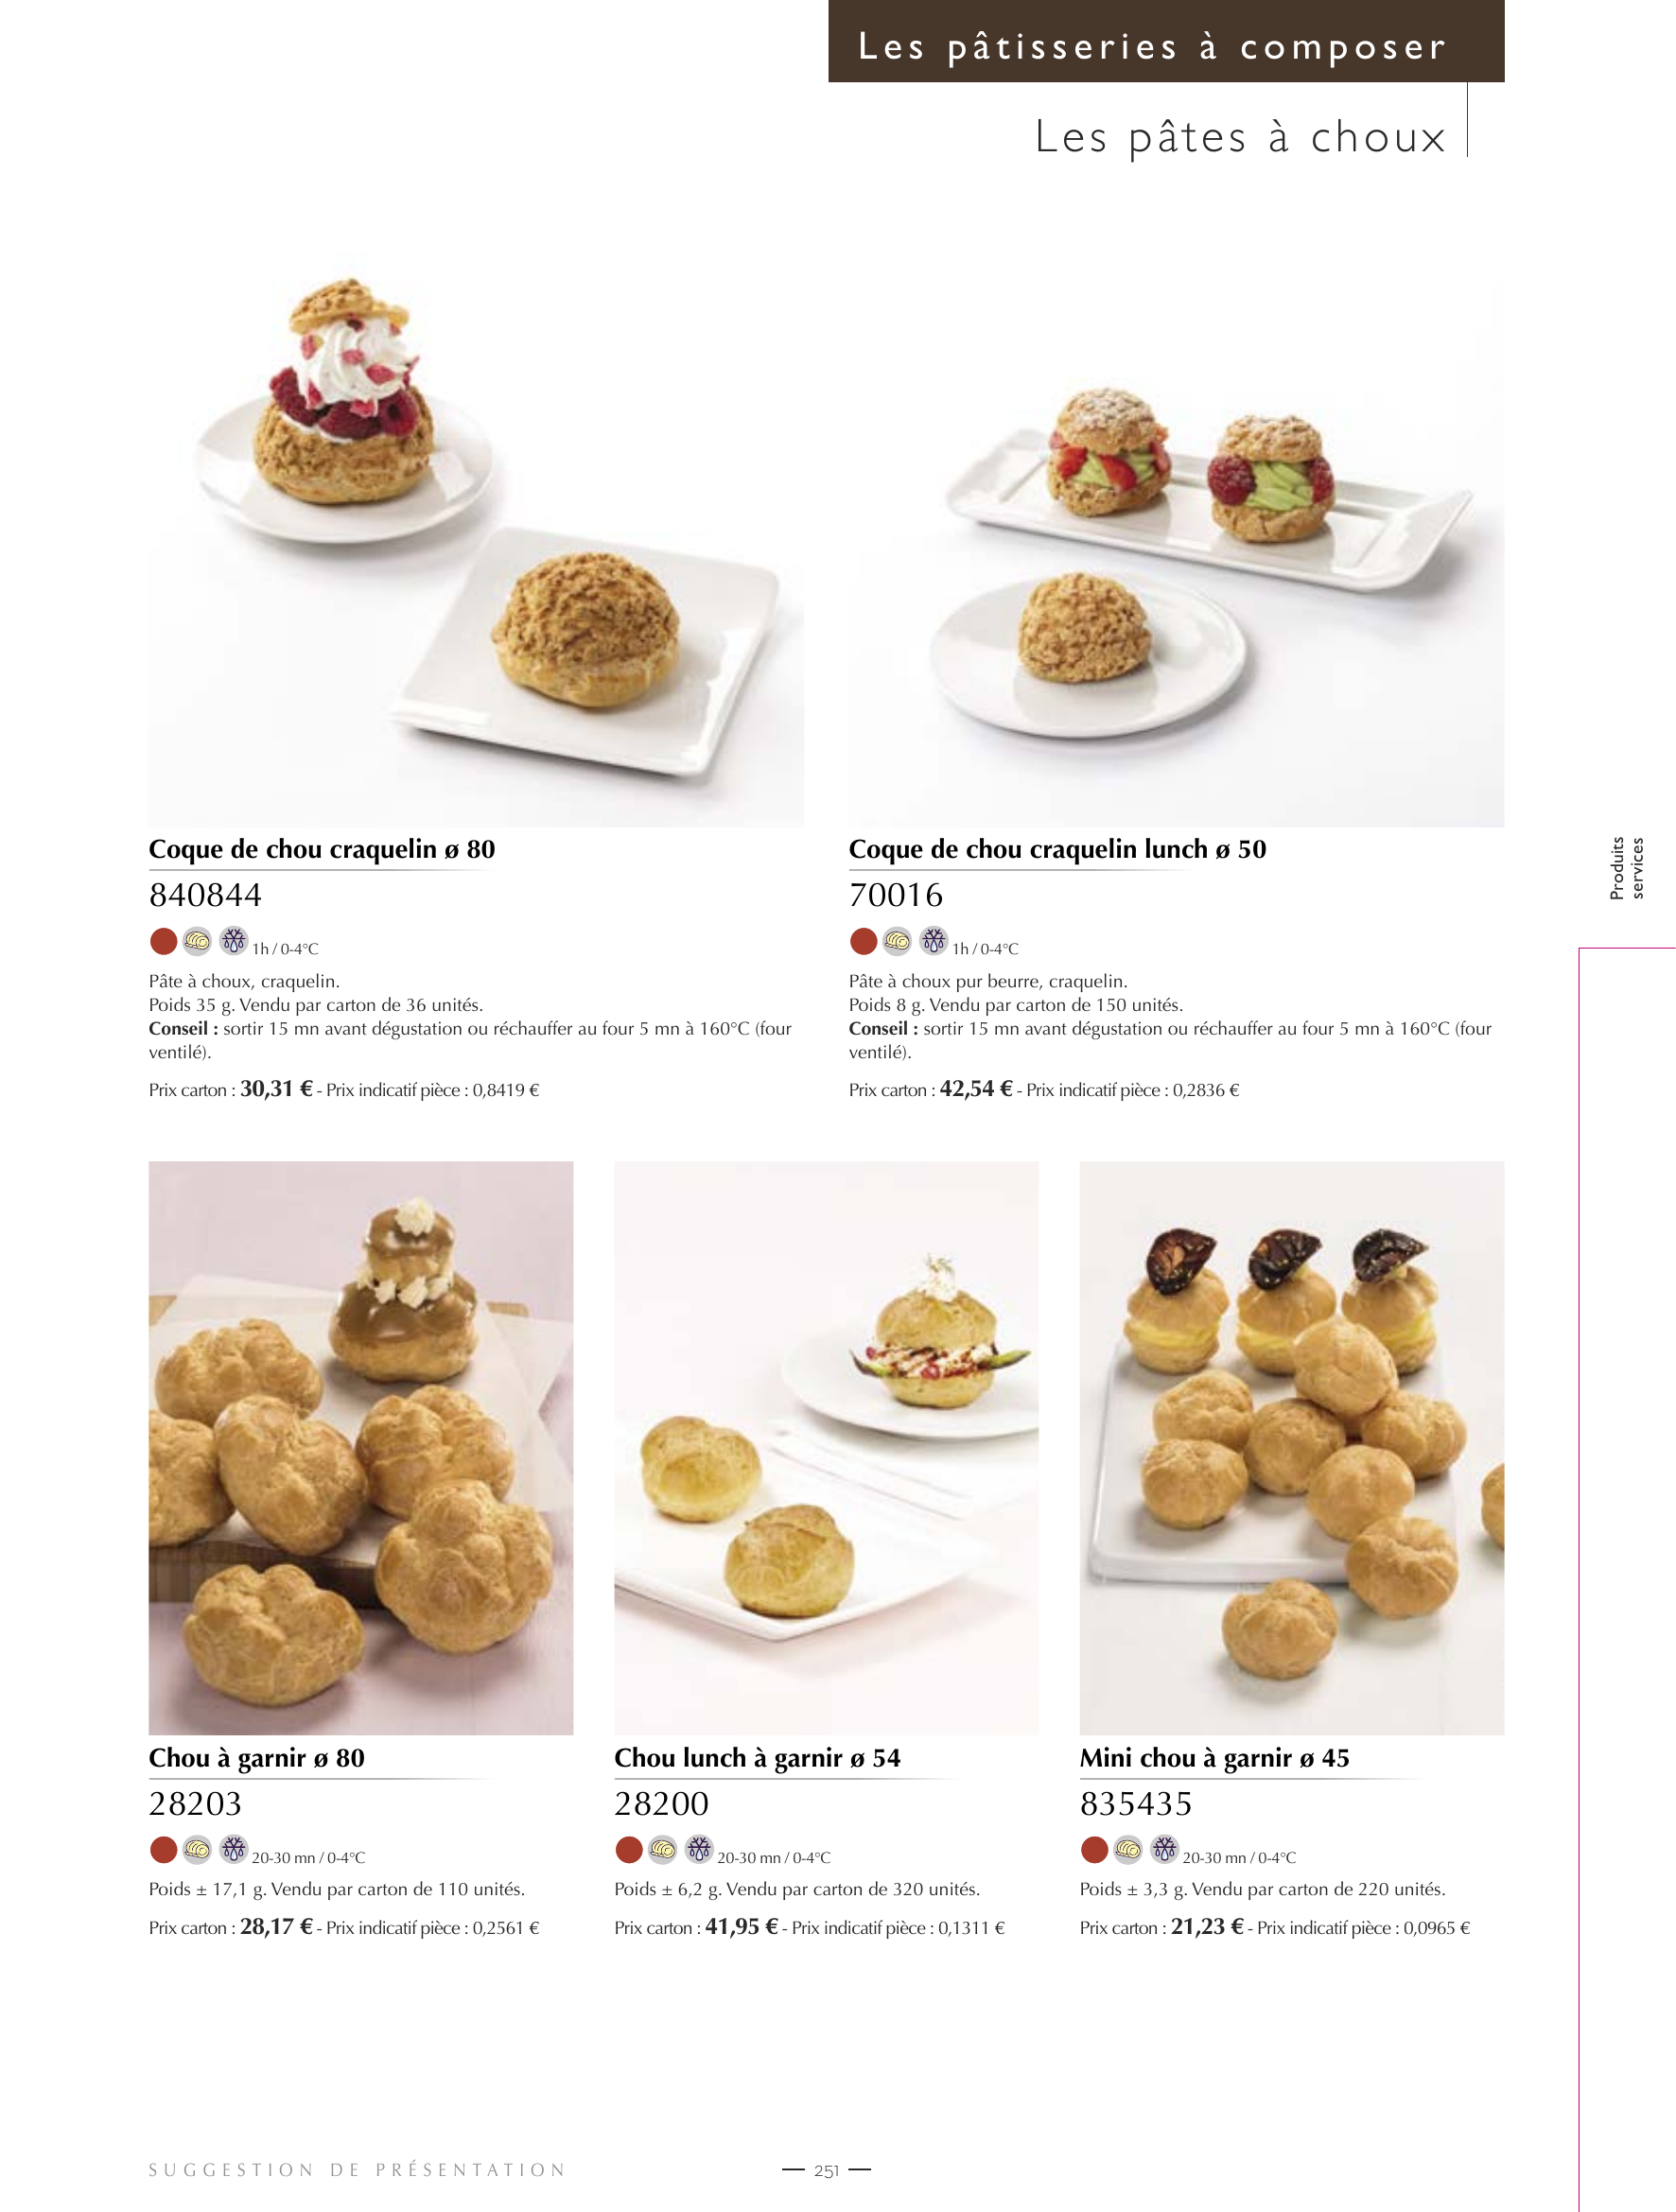 Les pâtisseries à composer
Les pâtes à choux
Coque de chou craquelin ø 80
840844
1h / 0-4°C
Pâte à choux, craquelin.
Poids 35 g. Vendu par carton de 36 unités.
Conseil : sortir 15 mn avant dégustation ou réchauffer au four 5 mn à 160°C (four
ventilé).
Prix carton : 30,31 € - Prix indicatif pièce : 0,8419 €
Coque de chou craquelin lunch ø 50
70016
1h / 0-4°C
Pâte à choux pur beurre, craquelin.
Poids 8 g. Vendu par carton de 150 unités.
Conseil : sortir 15 mn avant dégustation ou réchauffer au four 5 mn à 160°C (four
ventilé).
Prix carton : 42,54 € - Prix indicatif pièce : 0,2836 €
Produits
services
Chou à garnir ø 80
28203
20-30 mn / 0-4°C
Poids ± 17,1 g. Vendu par carton de 110 unités.
Prix carton : 28,17 € - Prix indicatif pièce : 0,2561 €
Chou lunch à garnir ø 54
28200
20-30 mn / 0-4°C
Poids ± 6,2 g. Vendu par carton de 320 unités.
Prix carton : 41,95 € - Prix indicatif pièce : 0,1311 €
Mini chou à garnir ø 45
835435
20-30 mn / 0-4°C
Poids ± 3,3 g. Vendu par carton de 220 unités.
Prix carton : 21,23 € - Prix indicatif pièce : 0,0965 €
SUGGESTION DE PRÉSENTATION
— 251 —